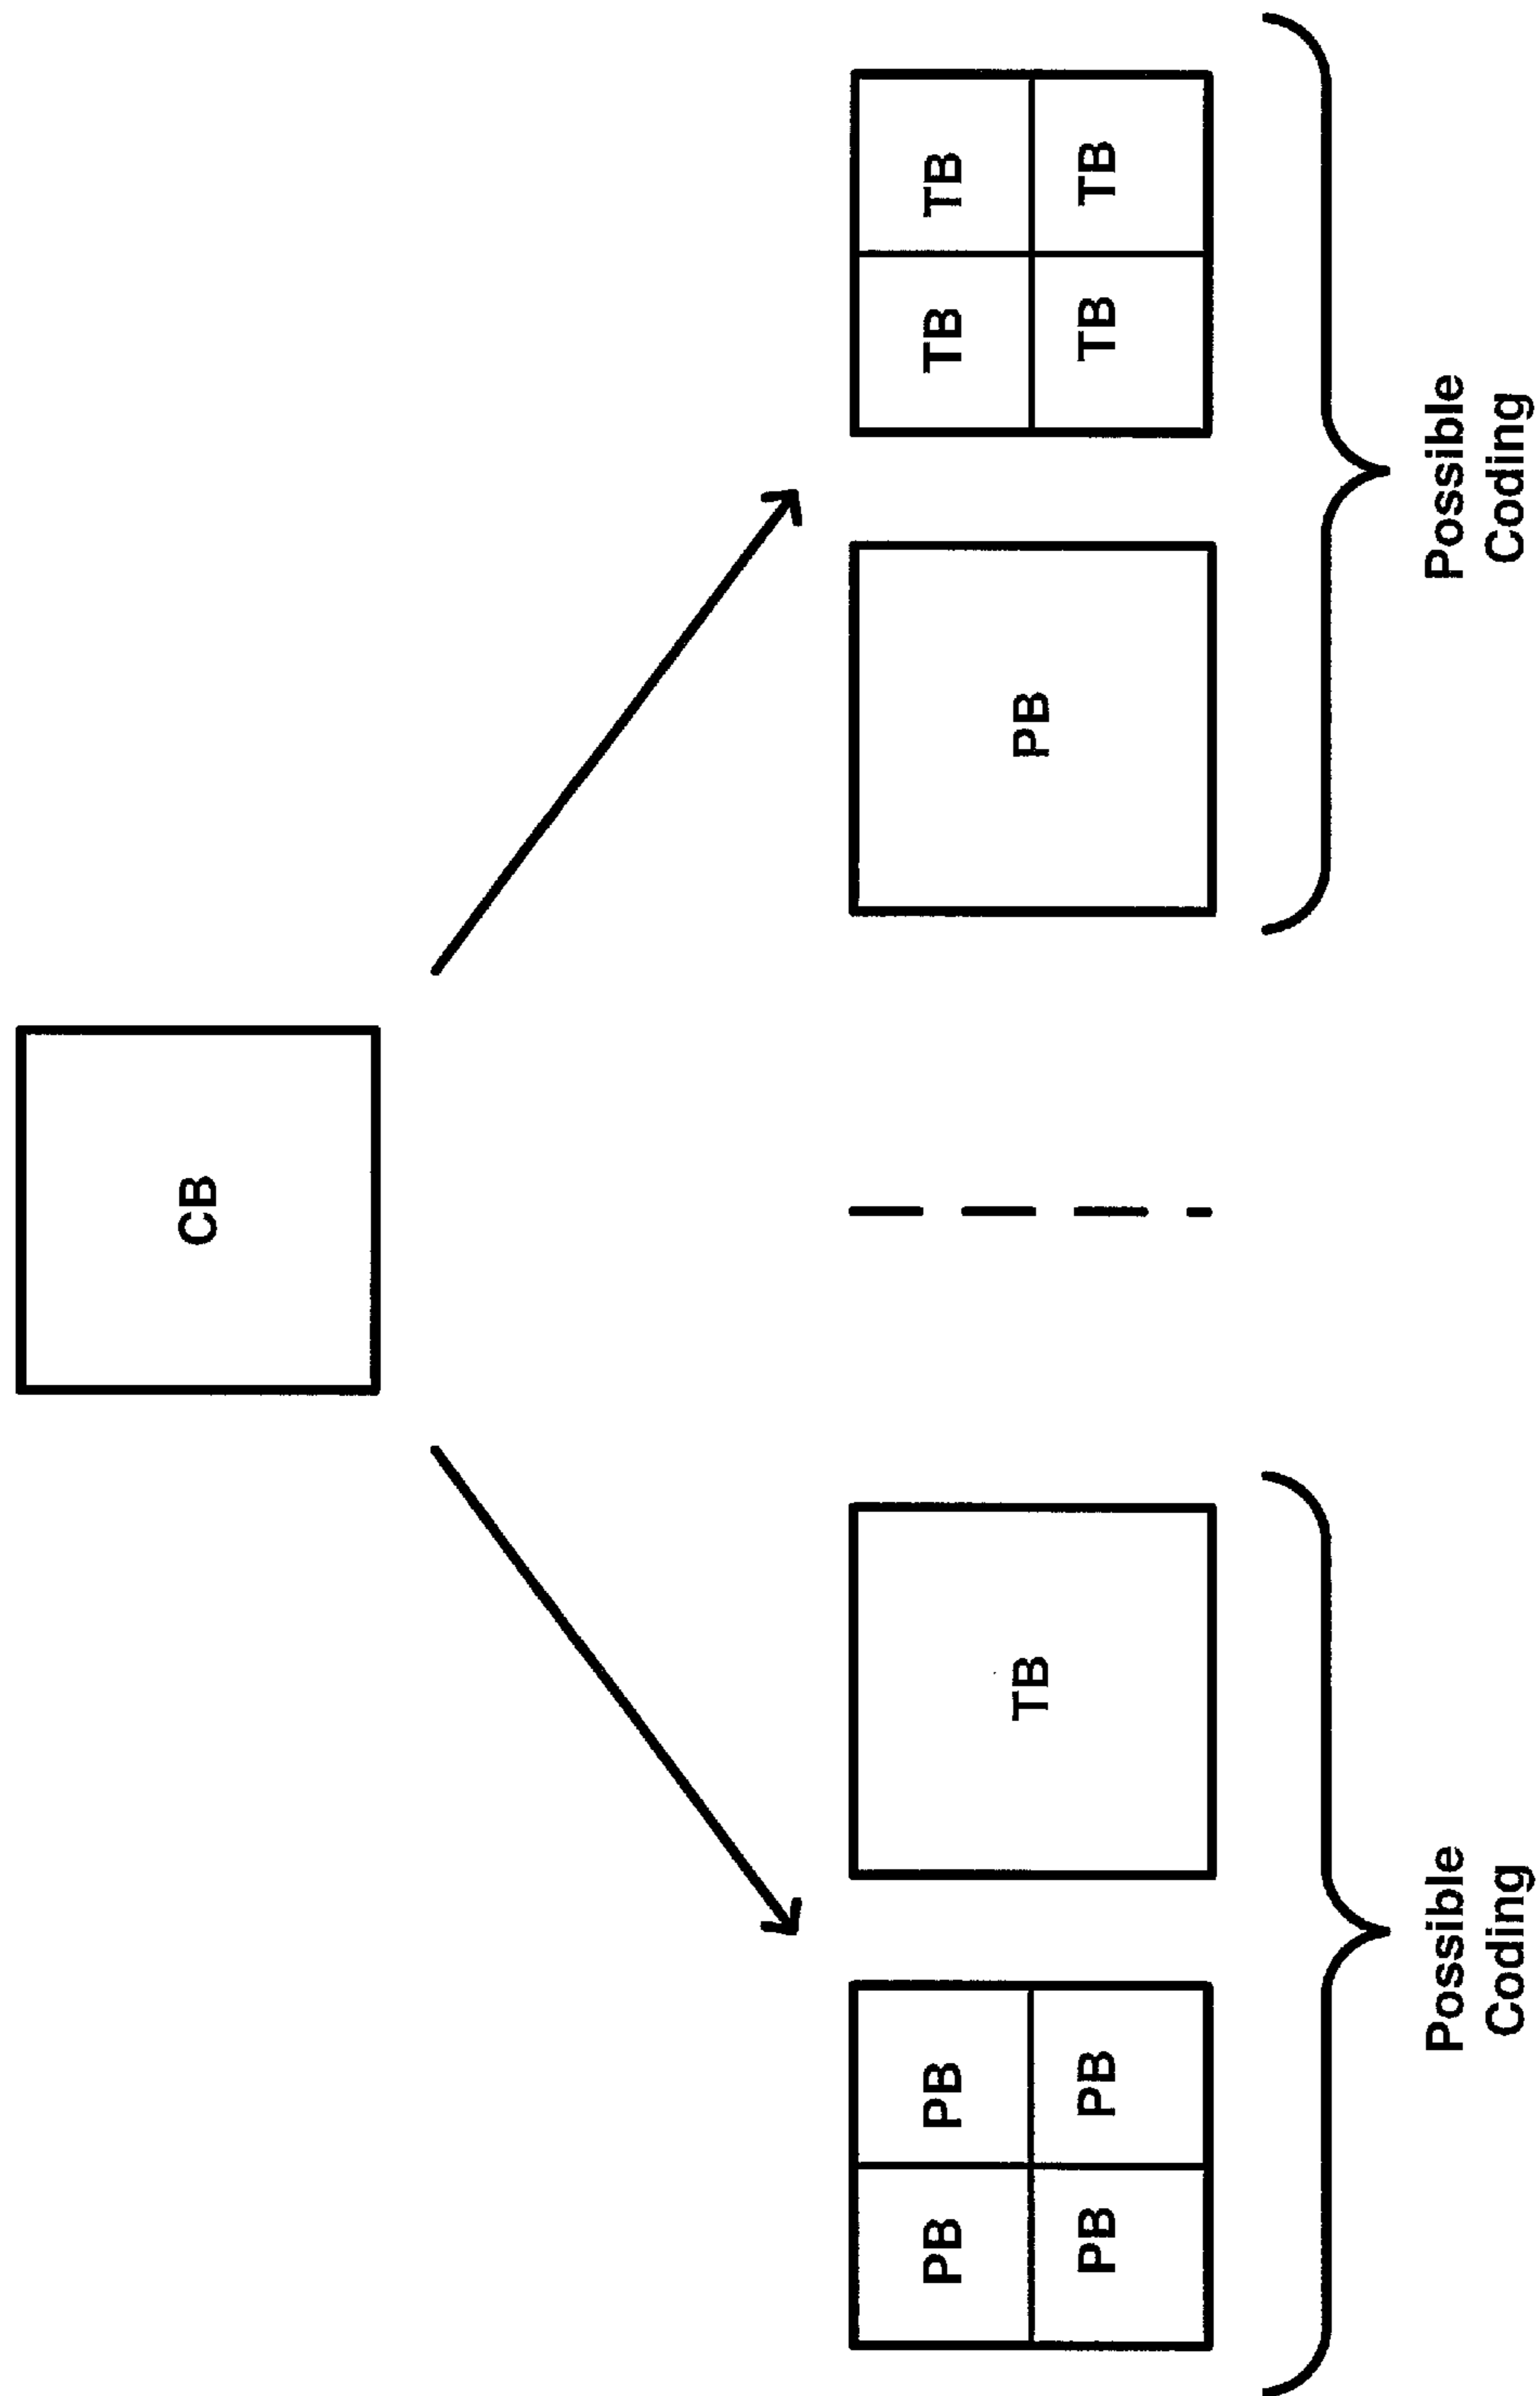 CB
PB PB
PB PB
TB
PB
TB TB
TB TB
Possible
Coding
Possible
Coding